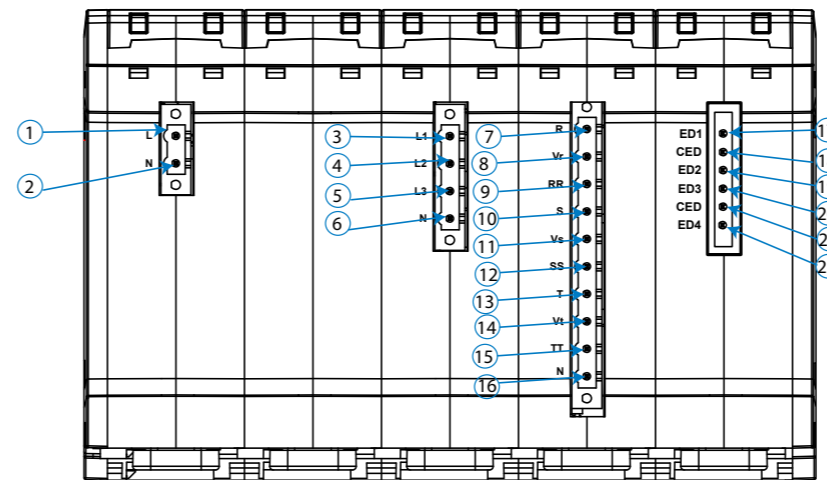 1 L
2 N
3 L1
4 L2
5 L3
6 N
7 R
8 Vr
9 RR
10 S
11 Vs
12 SS
13 T
14 Vt
15 TT
16 N
ED1
CED
ED2
ED3
CED
ED4